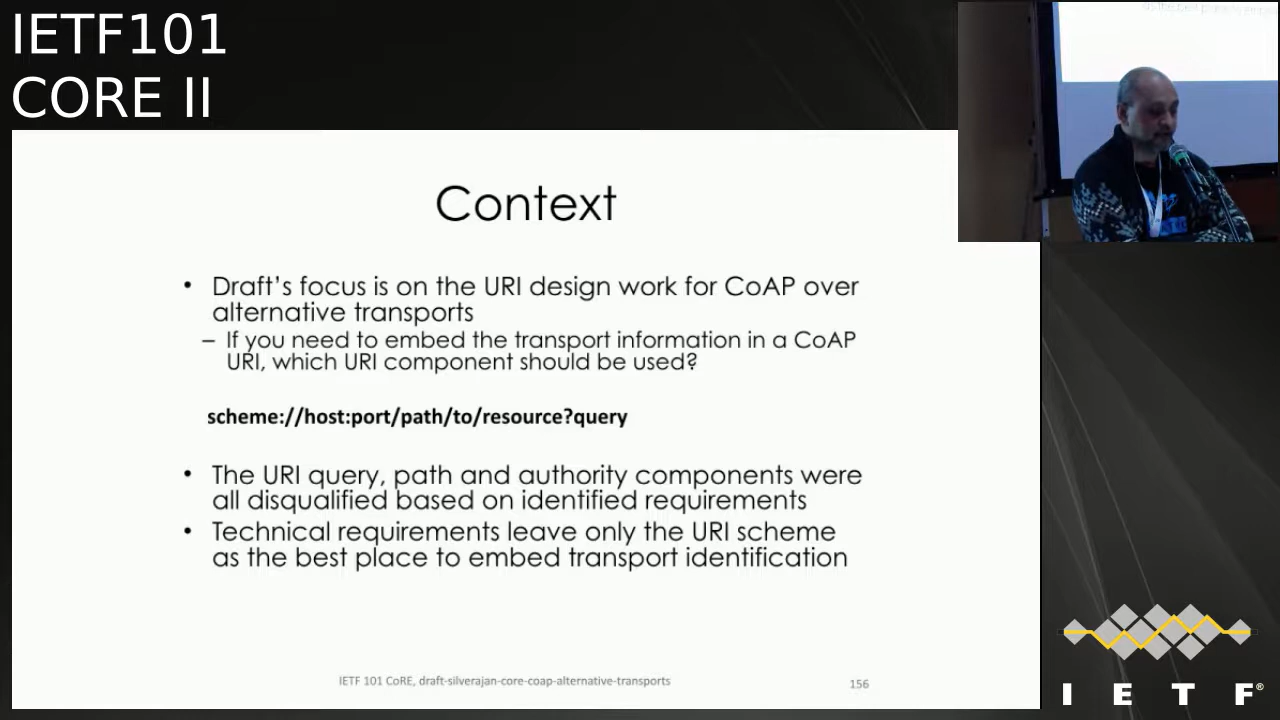 IETF101
CORE II
Context
• Draft's focus is on the URI design work for CoAP over
alternative transports
– If you need to embed the transport information in a CoAP
URI, which URI component should be used?
scheme://host:port/path/to/resource?query
• The URI query, path and authority components were
all disqualified based on identified requirements
• Technical requirements leave only the URI scheme
as the best place to embed transport identification
IETF 101 CoRE, draft-silverajan-core-coap-alternative-transports
156
I E T F®